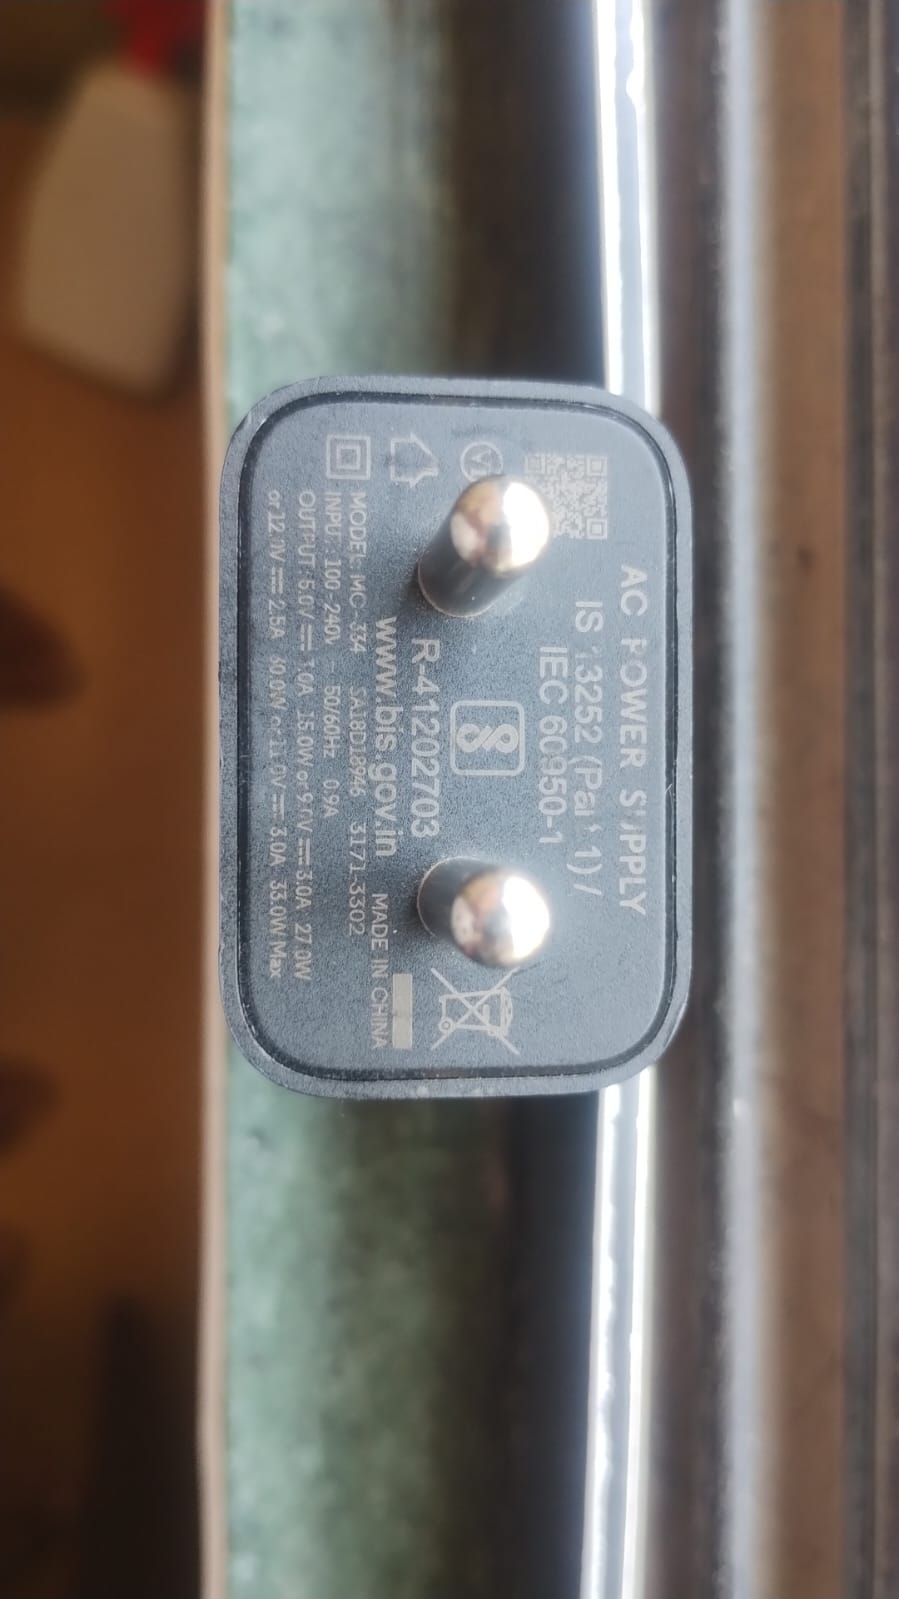 AC POWER SUPPLY
IS 13252 (Part 1) /
IEC 60950-1
R-41202703
www.bis.gov.in
MADE IN CHINA
MODEL: MC-334 SA18D18946 3171-3302
INPUT: 100-240V ~ 50/60Hz 0.9A
OUTPUT: 5.0V ⎓ 3.0A 15.0W or 9.0V ⎓ 3.0A 27.0W
or 12.0V ⎓ 2.5A 30.0W or 11.0V ⎓ 3.0A 33.0W Max